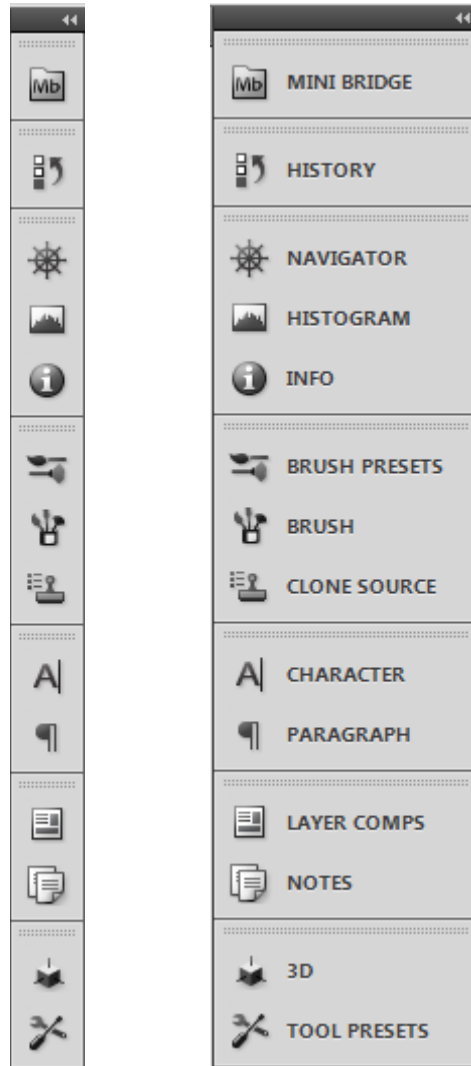 Mb
Mb MINI BRIDGE
HISTORY
NAVIGATOR
HISTOGRAM
INFO
BRUSH PRESETS
BRUSH
CLONE SOURCE
A CHARACTER
PARAGRAPH
LAYER COMPS
NOTES
3D
TOOL PRESETS